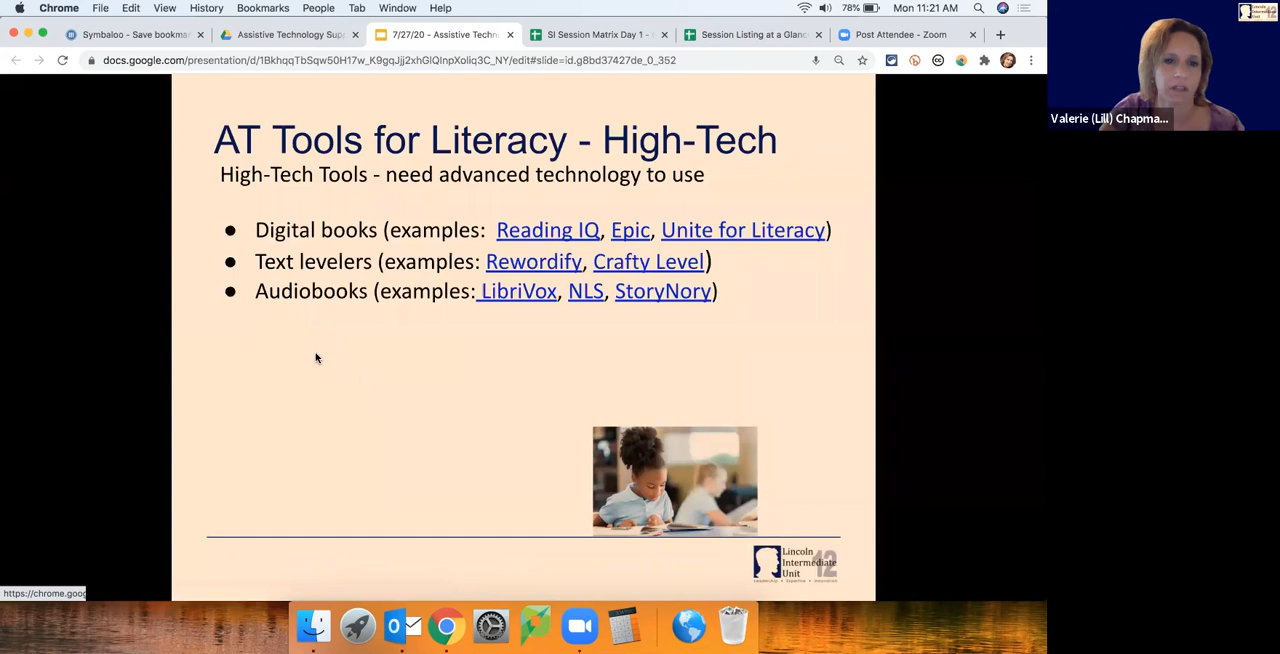 Chrome File Edit View History Bookmarks People Tab Window Help 78% Mon 11:21 AM
Symbaloo - Save bookmar
Assistive Technology Supp
7/27/20 - Assistive Techn
SI Session Matrix Day 1 -
Session Listing at a Glanc
Post Attendee - Zoom
docs.google.com/presentation/d/1BkhqqTbSqw50H17w_K9gqJjj2xhGlQInpXoliq3C_NY/edit#slide=id.g8bd37427de_0_352
Valerie (Lill) Chapma...
AT Tools for Literacy - High-Tech
High-Tech Tools - need advanced technology to use
● Digital books (examples: Reading IQ, Epic, Unite for Literacy)
● Text levelers (examples: Rewordify, Crafty Level)
● Audiobooks (examples: LibriVox, NLS, StoryNory)
Lincoln
Intermediate
Unit
12
https://chrome.goog